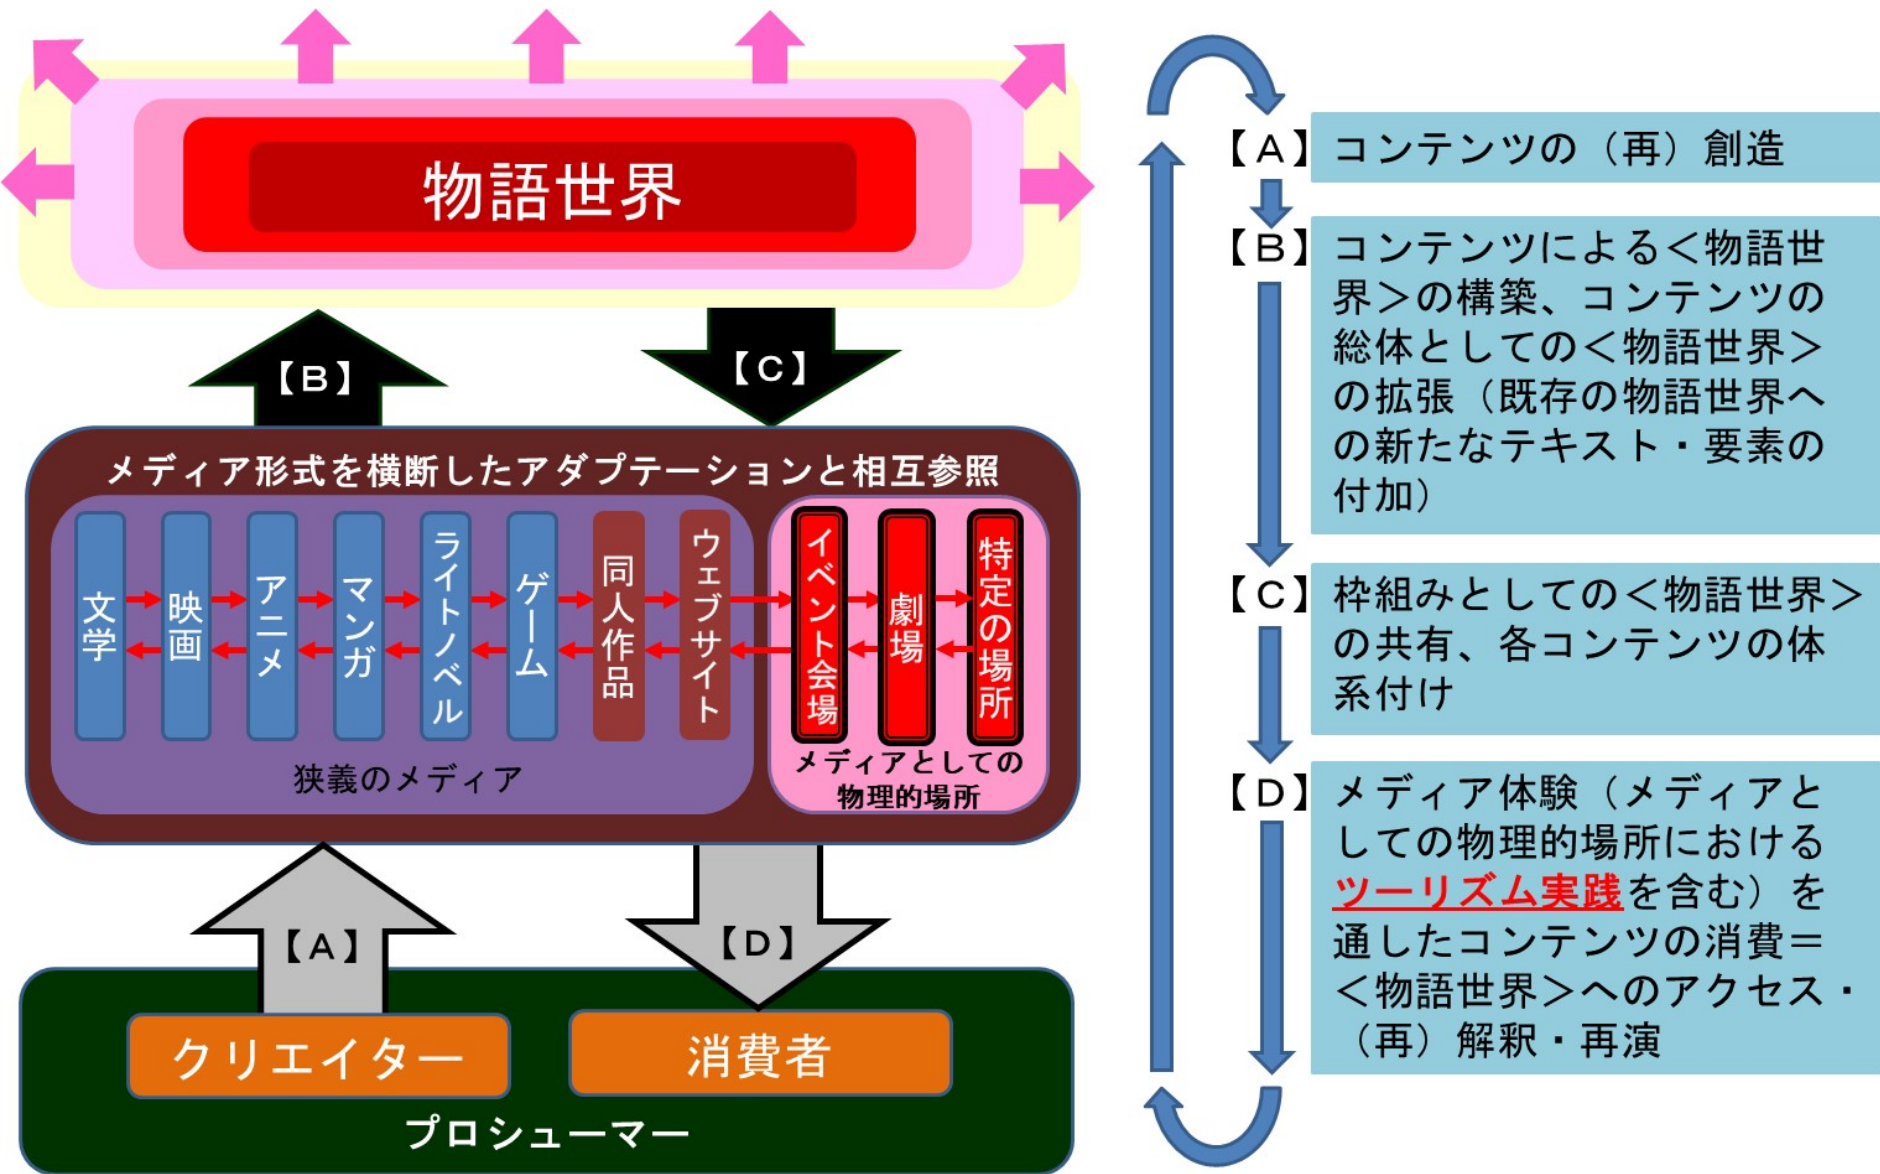 物語世界
【B】
【C】
メディア形式を横断したアダプテーションと相互参照
文学
映画
アニメ
マンガ
ライトノベル
ゲーム
同人作品
ウェブサイト
イベント会場
劇場
特定の場所
狭義のメディア
メディアとしての
物理的場所
【A】
【D】
クリエイター
消費者
プロシューマー
【A】
コンテンツの（再）創造
【B】
コンテンツによる＜物語世
界＞の構築、コンテンツの
総体としての＜物語世界＞
の拡張（既存の物語世界へ
の新たなテキスト・要素の
付加）
【C】
枠組みとしての＜物語世界＞
の共有、各コンテンツの体
系付け
【D】
メディア体験（メディアと
しての物理的場所における
ツーリズム実践を含む）を
通したコンテンツの消費＝
＜物語世界＞へのアクセス・
（再）解釈・再演